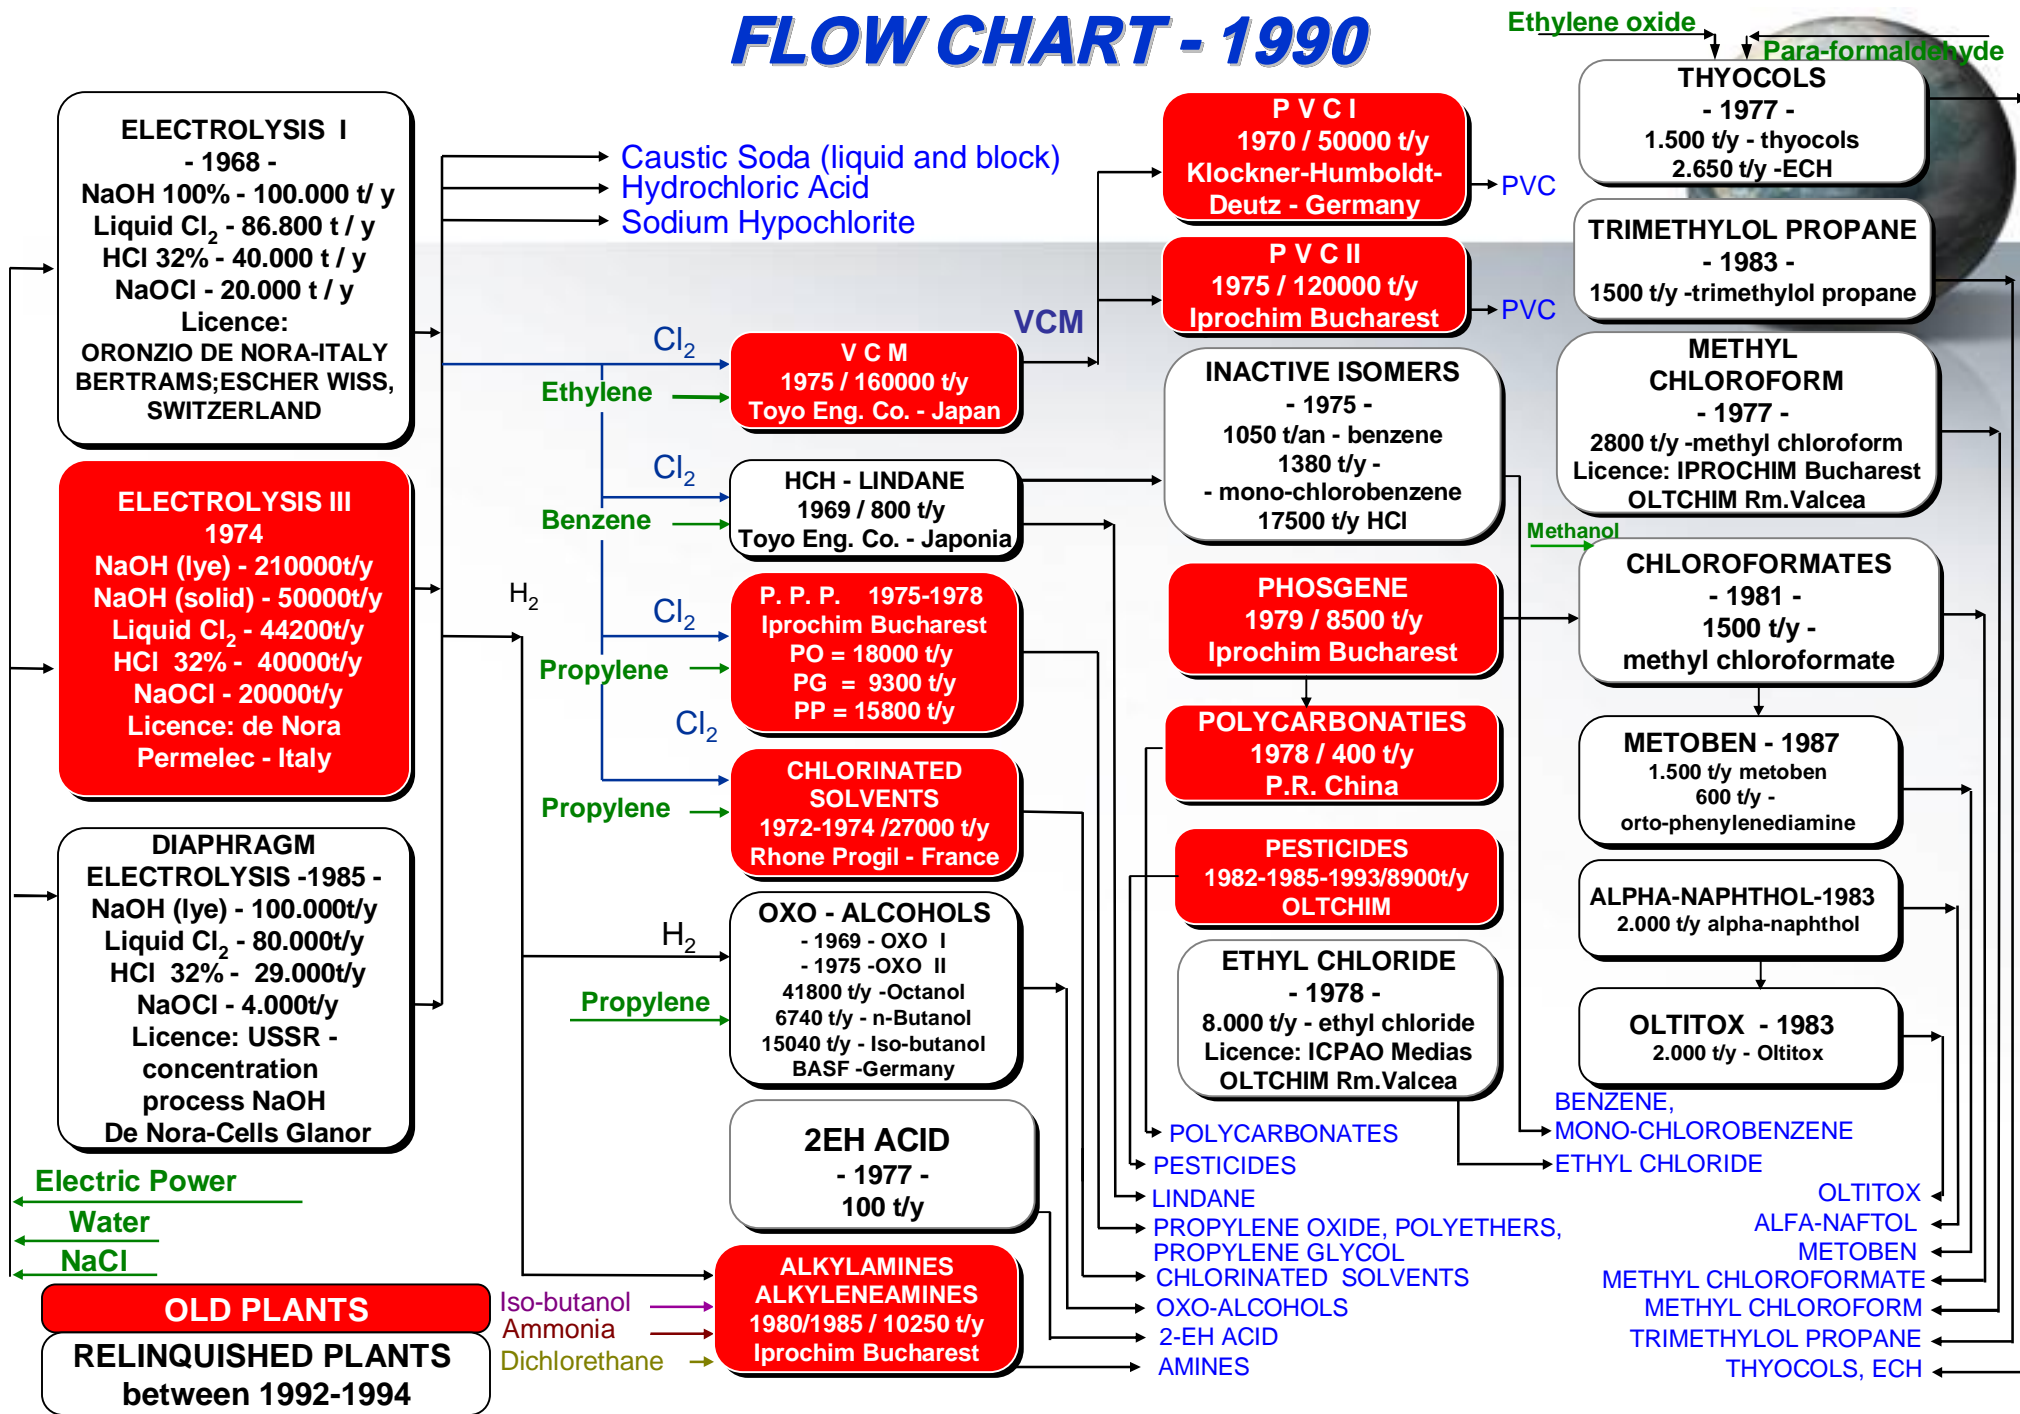 FLOW CHART - 1990
ELECTROLYSIS I
- 1968 -
NaOH 100% - 100.000 t/ y
Liquid Cl2 - 86.800 t / y
HCl 32% - 40.000 t / y
NaOCl - 20.000 t / y
Licence:
ORONZIO DE NORA-ITALY
BERTRAMS;ESCHER WISS,
SWITZERLAND
ELECTROLYSIS III
1974
NaOH (lye) - 210000t/y
NaOH (solid) - 50000t/y
Liquid Cl2 - 44200t/y
HCl 32% - 40000t/y
NaOCl - 20000t/y
Licence: de Nora
Permelec - Italy
DIAPHRAGM
ELECTROLYSIS -1985 -
NaOH (lye) - 100.000t/y
Liquid Cl2 - 80.000t/y
HCl 32% - 29.000t/y
NaOCl - 4.000t/y
Licence: USSR -
concentration
process NaOH
De Nora-Cells Glanor
Electric Power
Water
NaCl
OLD PLANTS
RELINQUISHED PLANTS
between 1992-1994
Caustic Soda (liquid and block)
Hydrochloric Acid
Sodium Hypochlorite
H2
Cl2
Ethylene
Cl2
Benzene
Cl2
Propylene
Cl2
Propylene
H2
Propylene
Iso-butanol
Ammonia
Dichlorethane
V C M
1975 / 160000 t/y
Toyo Eng. Co. - Japan
HCH - LINDANE
1969 / 800 t/y
Toyo Eng. Co. - Japonia
P. P. P. 1975-1978
Iprochim Bucharest
PO = 18000 t/y
PG = 9300 t/y
PP = 15800 t/y
CHLORINATED
SOLVENTS
1972-1974 /27000 t/y
Rhone Progil - France
OXO - ALCOHOLS
- 1969 - OXO I
- 1975 -OXO II
41800 t/y -Octanol
6740 t/y - n-Butanol
15040 t/y - Iso-butanol
BASF -Germany
2EH ACID
- 1977 -
100 t/y
ALKYLAMINES
ALKYLENEAMINES
1980/1985 / 10250 t/y
Iprochim Bucharest
VCM
P V C I
1970 / 50000 t/y
Klockner-Humboldt-
Deutz - Germany
PVC
P V C II
1975 / 120000 t/y
Iprochim Bucharest
PVC
INACTIVE ISOMERS
- 1975 -
1050 t/an - benzene
1380 t/y -
- mono-chlorobenzene
17500 t/y HCl
PHOSGENE
1979 / 8500 t/y
Iprochim Bucharest
POLYCARBONATIES
1978 / 400 t/y
P.R. China
PESTICIDES
1982-1985-1993/8900t/y
OLTCHIM
ETHYL CHLORIDE
- 1978 -
8.000 t/y - ethyl chloride
Licence: ICPAO Medias
OLTCHIM Rm.Valcea
POLYCARBONATES
PESTICIDES
LINDANE
PROPYLENE OXIDE, POLYETHERS,
PROPYLENE GLYCOL
CHLORINATED SOLVENTS
OXO-ALCOHOLS
2-EH ACID
AMINES
Ethylene oxide
Para-formaldehyde
THYOCOLS
- 1977 -
1.500 t/y - thyocols
2.650 t/y -ECH
TRIMETHYLOL PROPANE
- 1983 -
1500 t/y -trimethylol propane
METHYL
CHLOROFORM
- 1977 -
2800 t/y -methyl chloroform
Licence: IPROCHIM Bucharest
OLTCHIM Rm.Valcea
Methanol
CHLOROFORMATES
- 1981 -
1500 t/y -
methyl chloroformate
METOBEN - 1987
1.500 t/y metoben
600 t/y -
orto-phenylenediamine
ALPHA-NAPHTHOL-1983
2.000 t/y alpha-naphthol
OLTITOX - 1983
2.000 t/y - Oltitox
BENZENE,
MONO-CHLOROBENZENE
ETHYL CHLORIDE
OLTITOX
ALFA-NAFTOL
METOBEN
METHYL CHLOROFORMATE
METHYL CHLOROFORM
TRIMETHYLOL PROPANE
THYOCOLS, ECH